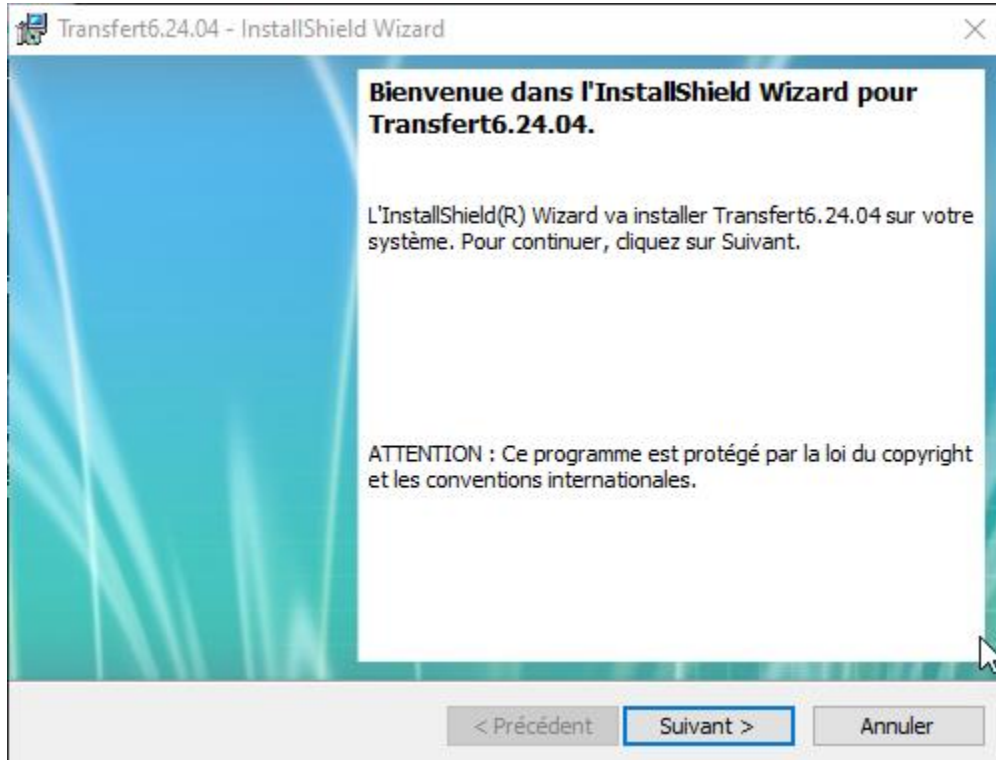 Transfert6.24.04 - InstallShield Wizard
Bienvenue dans l'InstallShield Wizard pour
Transfert6.24.04.
L'InstallShield(R) Wizard va installer Transfert6.24.04 sur votre
système. Pour continuer, cliquez sur Suivant.
ATTENTION : Ce programme est protégé par la loi du copyright
et les conventions internationales.
< Précédent
Suivant >
Annuler